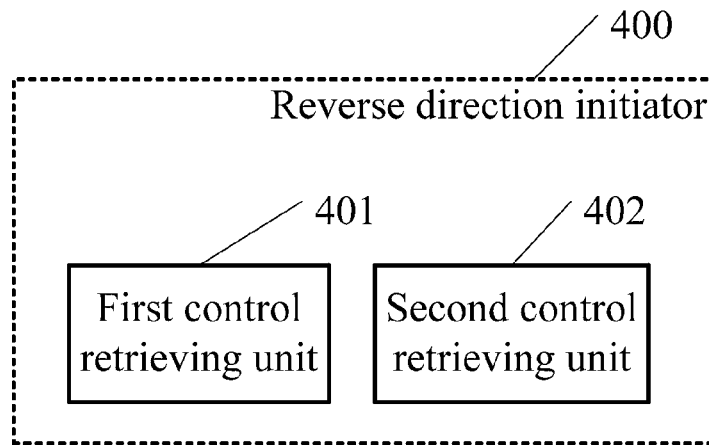 400
Reverse direction initiator
401
402
First control
retrieving unit
Second control
retrieving unit